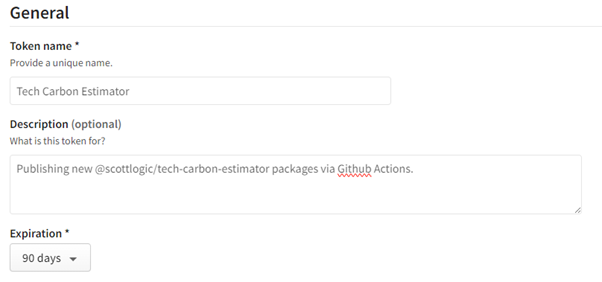 General
Token name *
Provide a unique name.
Tech Carbon Estimator
Description (optional)
What is this token for?
Publishing new @scottlogic/tech-carbon-estimator packages via Github Actions.
Expiration *
90 days